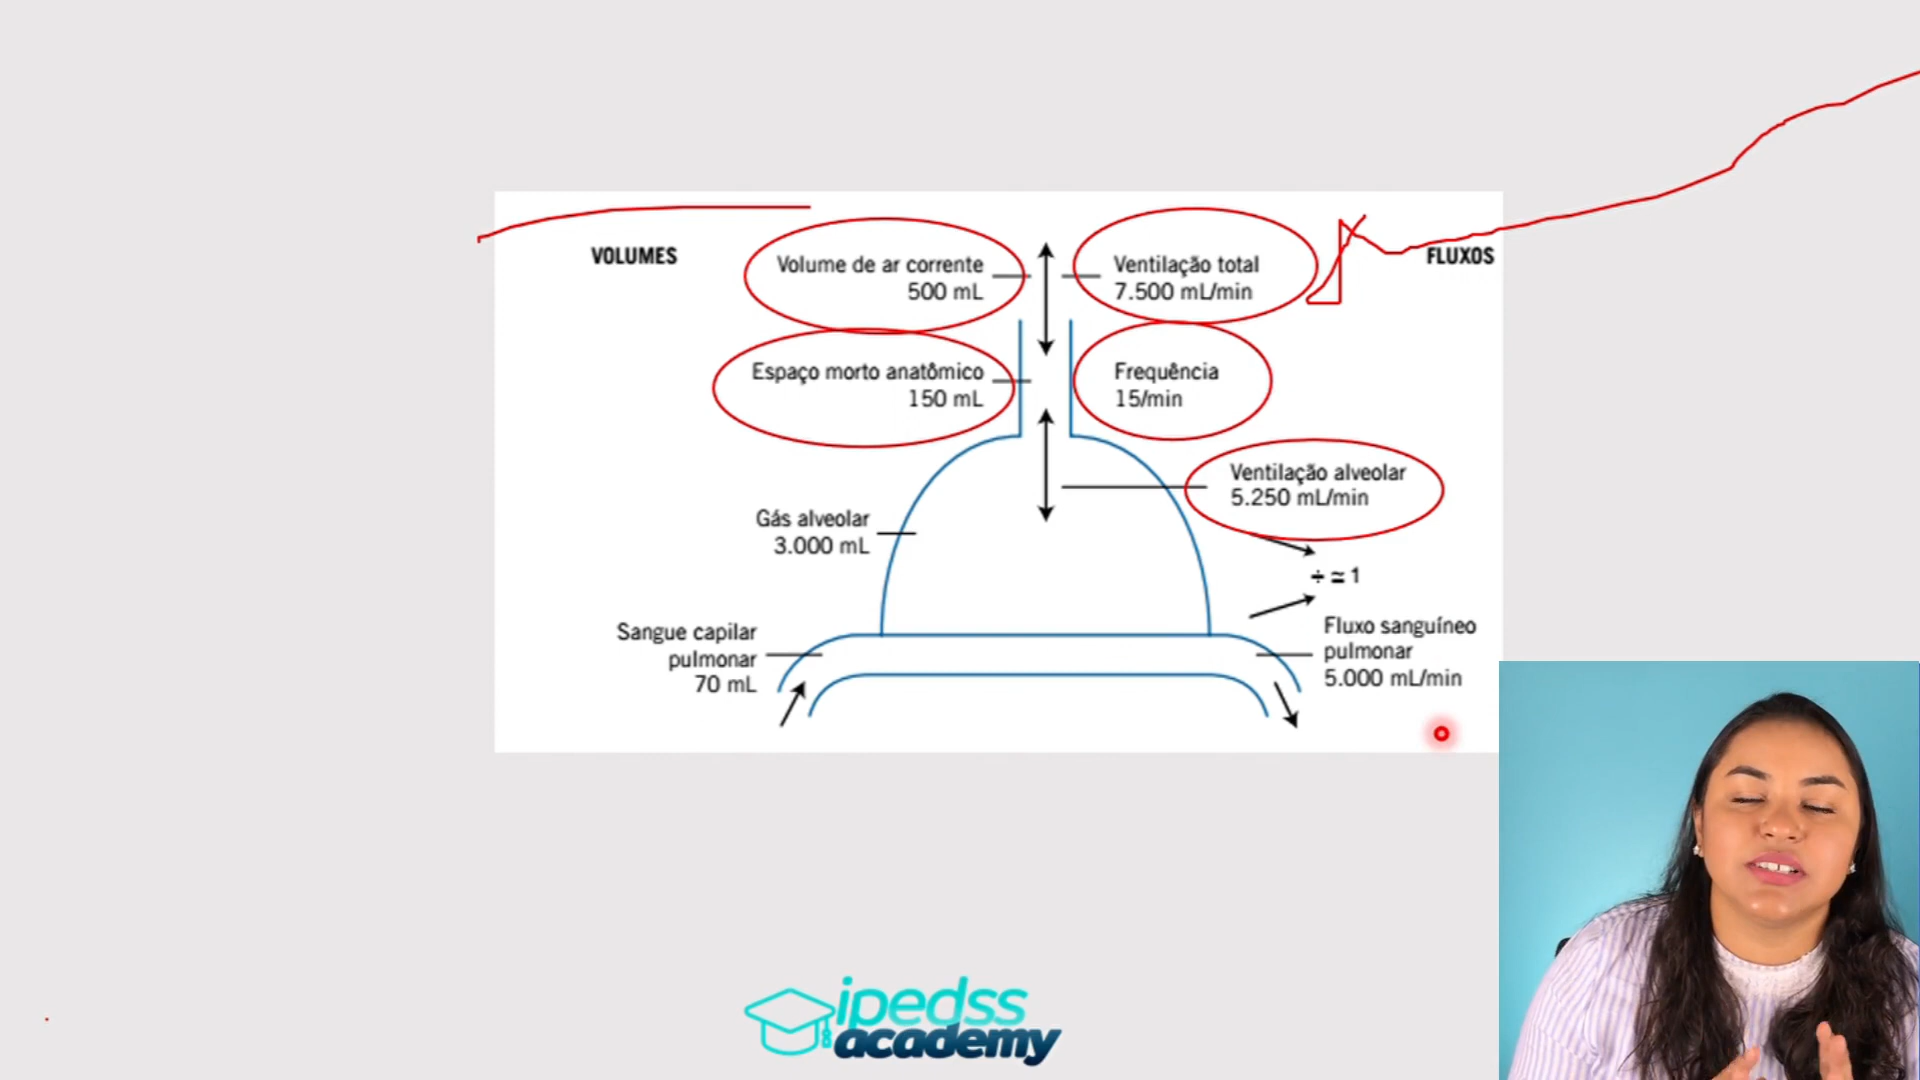 VOLUMES
Volume de ar corrente
500 mL
Ventilação total
7.500 mL/min
FLUXOS
Espaço morto anatômico
150 mL
Frequência
15/min
Ventilação alveolar
5.250 mL/min
Gás alveolar
3.000 mL
÷ ≃ 1
Sangue capilar
pulmonar
70 mL
Fluxo sanguíneo
pulmonar
5.000 mL/min
ipedss
academy